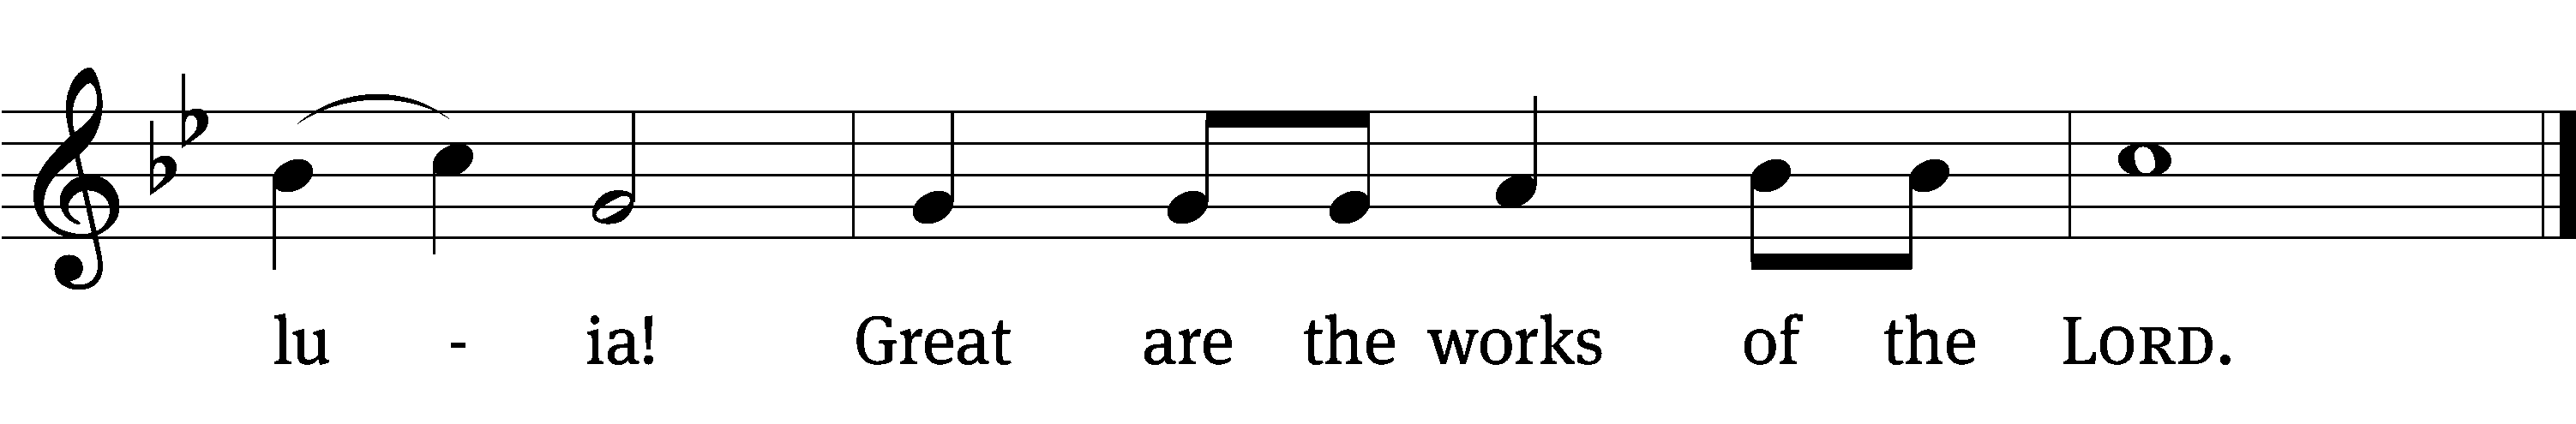 lu - ia! Great are the works of the LORD.